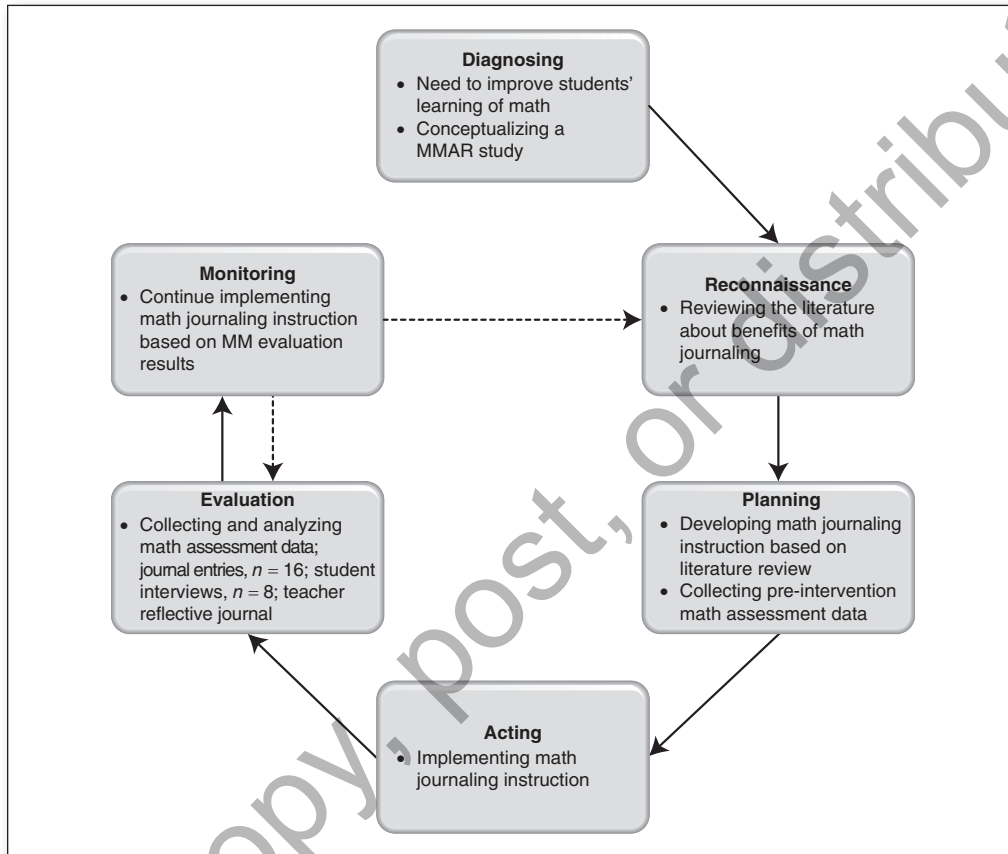 Diagnosing
• Need to improve students’
learning of math
• Conceptualizing a
MMAR study
Monitoring
• Continue implementing
math journaling instruction
based on MM evaluation
results
Reconnaissance
• Reviewing the literature
about benefits of math
journaling
Evaluation
• Collecting and analyzing
math assessment data;
journal entries, n = 16; student
interviews, n = 8; teacher
reflective journal
Planning
• Developing math journaling
instruction based on
literature review
• Collecting pre-intervention
math assessment data
Acting
• Implementing math
journaling instruction
opy, post, or distribu